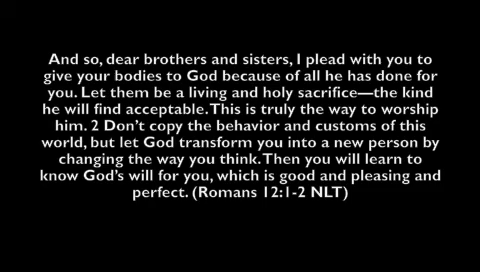 And so, dear brothers and sisters, I plead with you to
give your bodies to God because of all he has done for
you. Let them be a living and holy sacrifice—the kind
he will find acceptable. This is truly the way to worship
him. 2 Don’t copy the behavior and customs of this
world, but let God transform you into a new person by
changing the way you think. Then you will learn to
know God’s will for you, which is good and pleasing and
perfect. (Romans 12:1-2 NLT)